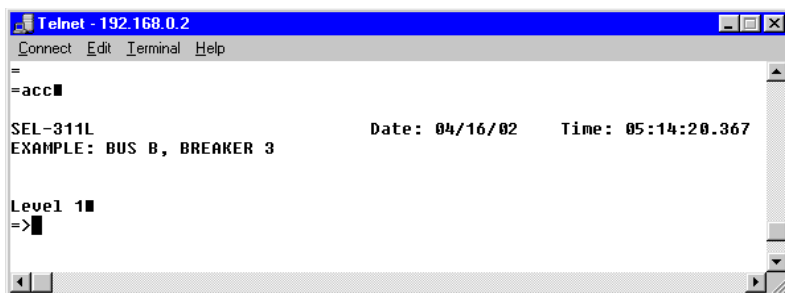 Telnet - 192.168.0.2
Connect Edit Terminal Help
=
=acc
SEL-311L Date: 04/16/02 Time: 05:14:20.367
EXAMPLE: BUS B, BREAKER 3
Level 1
=>